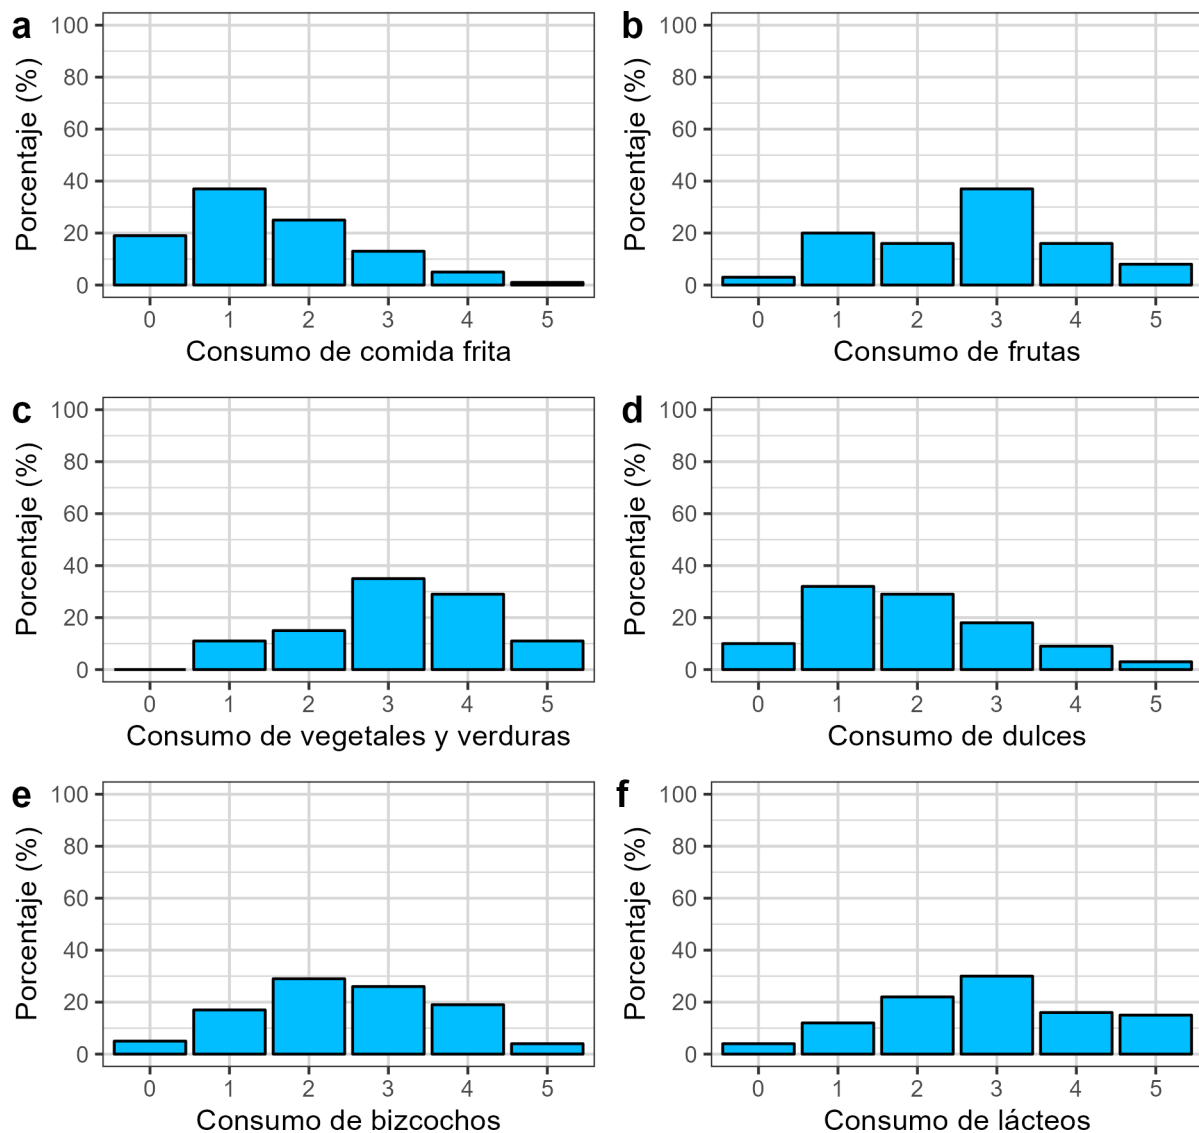 a
Porcentaje (%)
100
80
60
40
20
0
0 1 2 3 4 5
Consumo de comida frita
b
Porcentaje (%)
100
80
60
40
20
0
0 1 2 3 4 5
Consumo de frutas
c
Porcentaje (%)
100
80
60
40
20
0
0 1 2 3 4 5
Consumo de vegetales y verduras
d
Porcentaje (%)
100
80
60
40
20
0
0 1 2 3 4 5
Consumo de dulces
e
Porcentaje (%)
100
80
60
40
20
0
0 1 2 3 4 5
Consumo de bizcochos
f
Porcentaje (%)
100
80
60
40
20
0
0 1 2 3 4 5
Consumo de lácteos